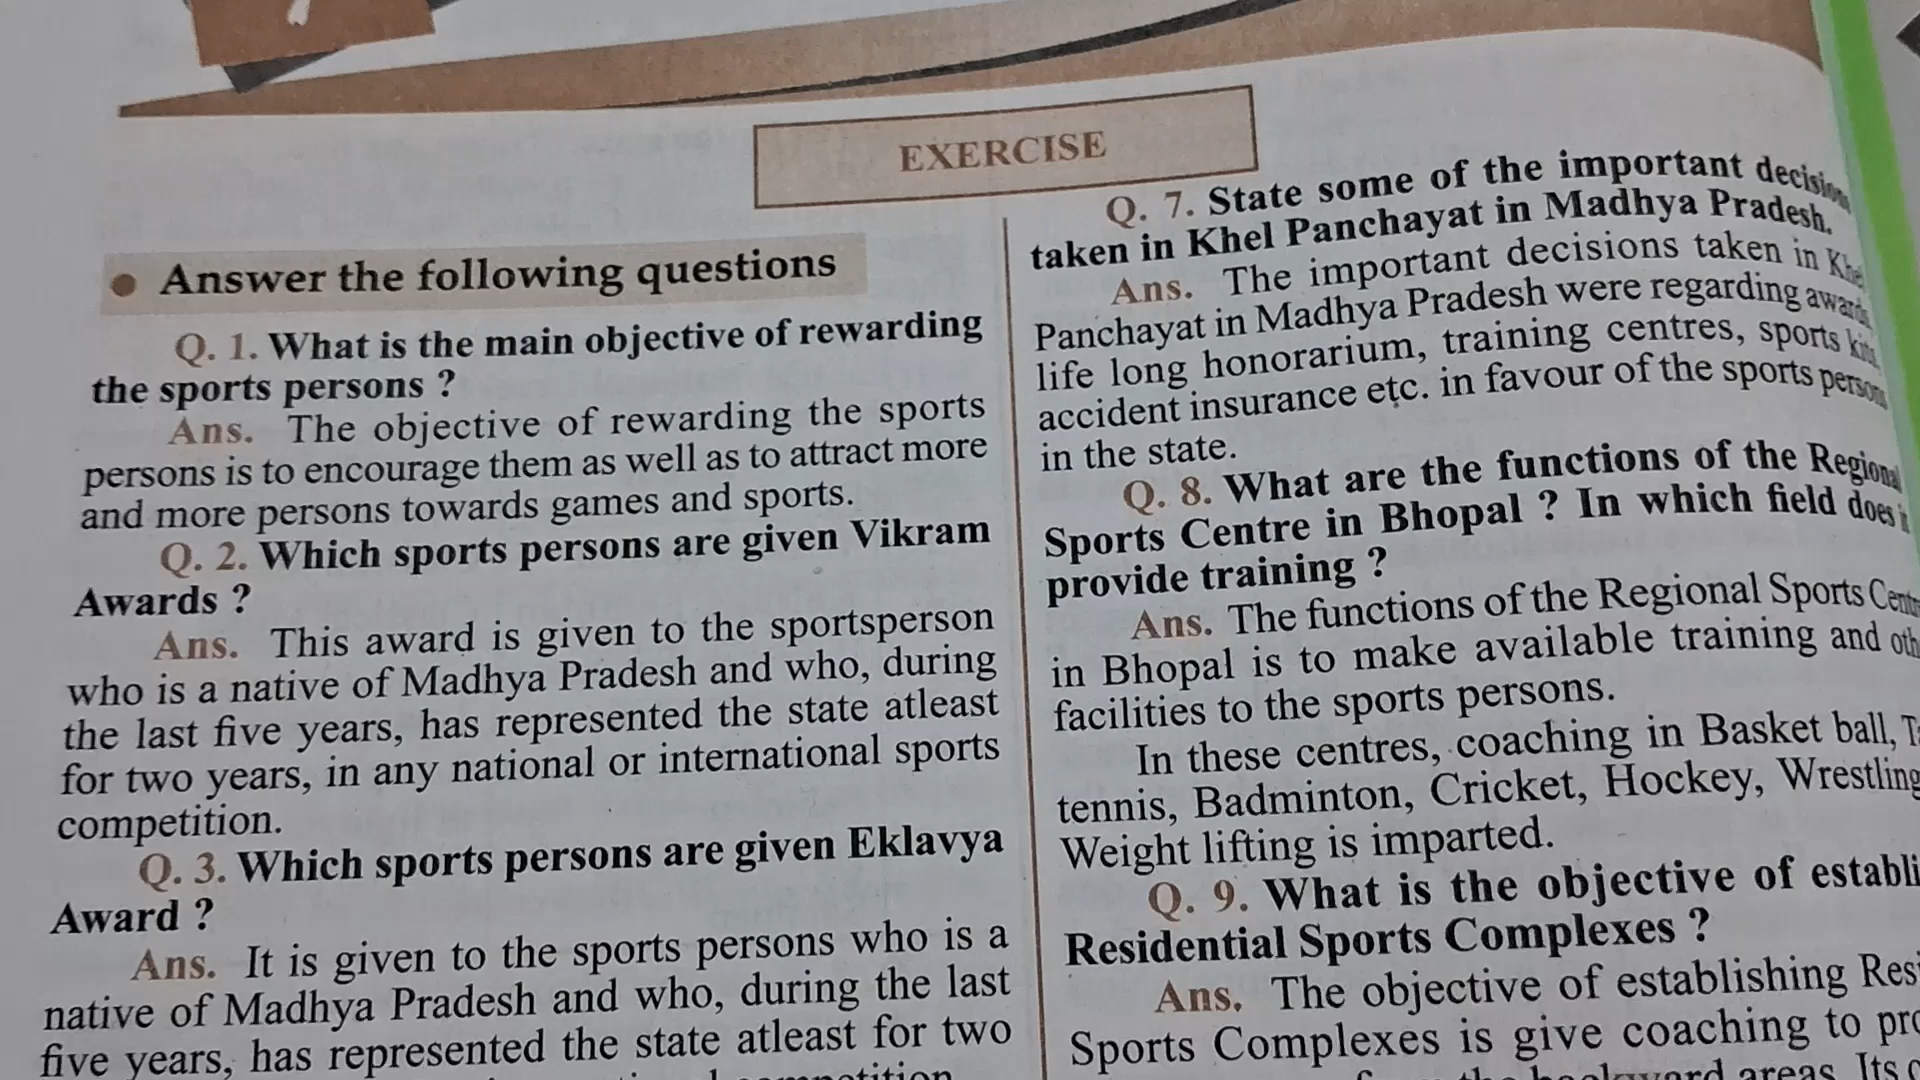 EXERCISE
Answer the following questions
Q. 1. What is the main objective of rewarding
the sports persons ?
Ans. The objective of rewarding the sports
persons is to encourage them as well as to attract more
and more persons towards games and sports.
Q. 2. Which sports persons are given Vikram
Awards ?
Ans. This award is given to the sportsperson
who is a native of Madhya Pradesh and who, during
the last five years, has represented the state atleast
for two years, in any national or international sports
competition.
Q. 3. Which sports persons are given Eklavya
Award ?
Ans. It is given to the sports persons who is a
native of Madhya Pradesh and who, during the last
five years, has represented the state atleast for two
Q. 7. State some of the important
taken in Khel Panchayat in Madhya Pradesh.
Ans. The important decisions taken in Khel
Panchayat in Madhya Pradesh were regarding awards,
life long honorarium, training centres, sports kits,
accident insurance etc. in favour of the sports persons
in the state.
Q. 8. What are the functions of the Regional
Sports Centre in Bhopal ? In which field does it
provide training ?
Ans. The functions of the Regional Sports
in Bhopal is to make available training and
facilities to the sports persons.
In these centres, coaching in Basket ball,
tennis, Badminton, Cricket, Hockey, Wrestling
Weight lifting is imparted.
Q. 9. What is the objective of
Residential Sports Complexes ?
Ans. The objective of establishing
Sports Complexes is give coaching to
areas. Its